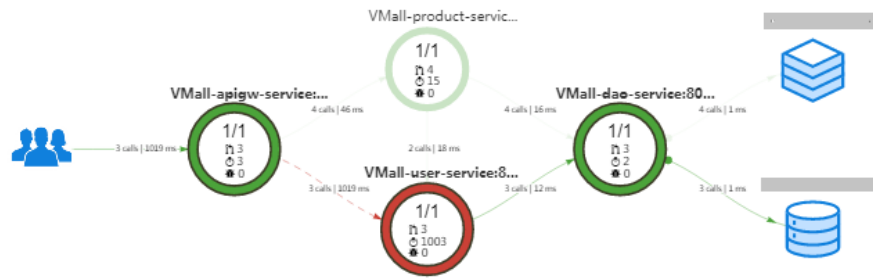 VMall-product-servic...
1/1
4
15
0
VMall-apigw-service:...
1/1
3
3
0
4 calls | 46 ms
4 calls | 16 ms
VMall-dao-service:80...
1/1
3
2
0
4 calls | 1 ms
3 calls | 1019 ms
2 calls | 18 ms
VMall-user-service:8...
1/1
3
1003
0
3 calls | 1019 ms
3 calls | 12 ms
3 calls | 1 ms